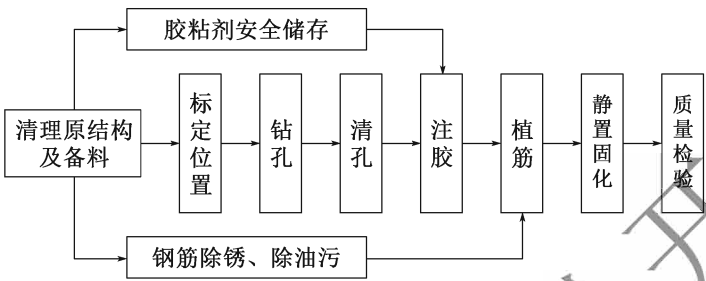 胶粘剂安全储存
清理原结构
及备料
标定位置
钻孔
清孔
注胶
植筋
静置固化
质量检验
钢筋除锈、除油污
开